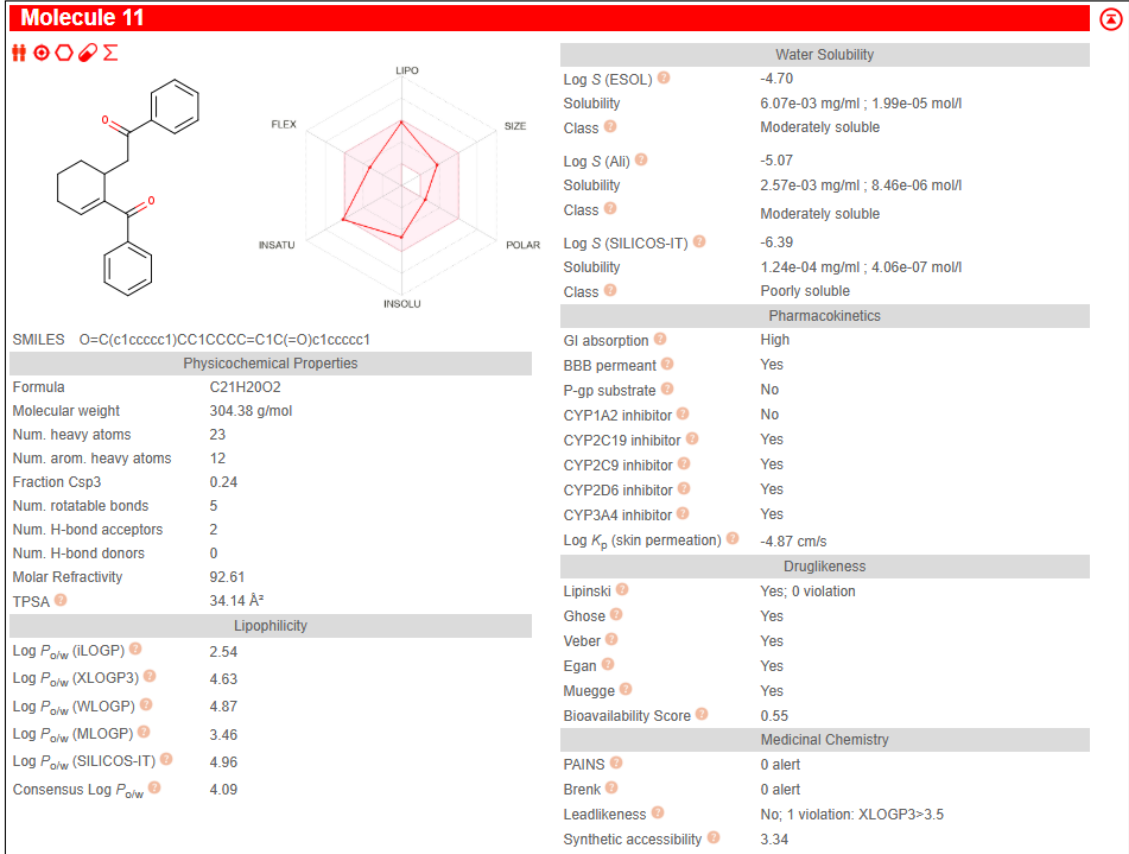 Molecule 11
O
O
LIPO
SIZE
POLAR
INSOLU
INSATU
FLEX
SMILES O=C(c1ccccc1)CC1CCCC=C1C(=O)c1ccccc1
Physicochemical Properties
Formula C21H20O2
Molecular weight 304.38 g/mol
Num. heavy atoms 23
Num. arom. heavy atoms 12
Fraction Csp3 0.24
Num. rotatable bonds 5
Num. H-bond acceptors 2
Num. H-bond donors 0
Molar Refractivity 92.61
TPSA ? 34.14 Å²
Lipophilicity
Log Po/w (iLOGP) ? 2.54
Log Po/w (XLOGP3) ? 4.63
Log Po/w (WLOGP) ? 4.87
Log Po/w (MLOGP) ? 3.46
Log Po/w (SILICOS-IT) ? 4.96
Consensus Log Po/w ? 4.09
Water Solubility
Log S (ESOL) ? -4.70
Solubility 6.07e-03 mg/ml ; 1.99e-05 mol/l
Class ? Moderately soluble
Log S (Ali) ? -5.07
Solubility 2.57e-03 mg/ml ; 8.46e-06 mol/l
Class ? Moderately soluble
Log S (SILICOS-IT) ? -6.39
Solubility 1.24e-04 mg/ml ; 4.06e-07 mol/l
Class ? Poorly soluble
Pharmacokinetics
GI absorption ? High
BBB permeant ? Yes
P-gp substrate ? No
CYP1A2 inhibitor ? No
CYP2C19 inhibitor ? Yes
CYP2C9 inhibitor ? Yes
CYP2D6 inhibitor ? Yes
CYP3A4 inhibitor ? Yes
Log Kp (skin permeation) ? -4.87 cm/s
Druglikeness
Lipinski ? Yes; 0 violation
Ghose ? Yes
Veber ? Yes
Egan ? Yes
Muegge ? Yes
Bioavailability Score ? 0.55
Medicinal Chemistry
PAINS ? 0 alert
Brenk ? 0 alert
Leadlikeness ? No; 1 violation: XLOGP3>3.5
Synthetic accessibility ? 3.34